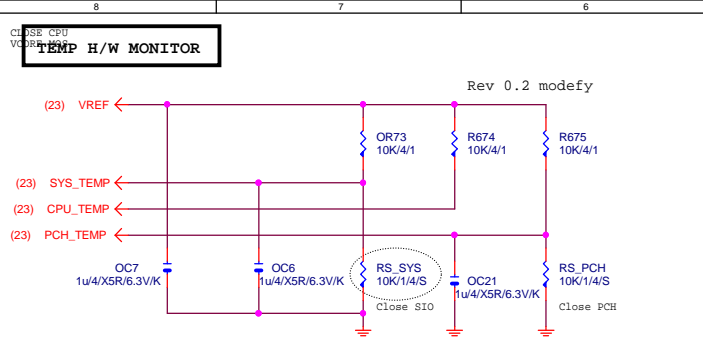 8 7 6
CLOSE CPU
VCORE MOS
TEMP H/W MONITOR
Rev 0.2 modefy
(23) VREF
OR73
10K/4/1
R674
10K/4/1
R675
10K/4/1
(23) SYS_TEMP
(23) CPU_TEMP
(23) PCH_TEMP
OC7
1u/4/X5R/6.3V/K
OC6
1u/4/X5R/6.3V/K
RS_SYS
10K/1/4/S
Close SIO
OC21
1u/4/X5R/6.3V/K
RS_PCH
10K/1/4/S
Close PCH